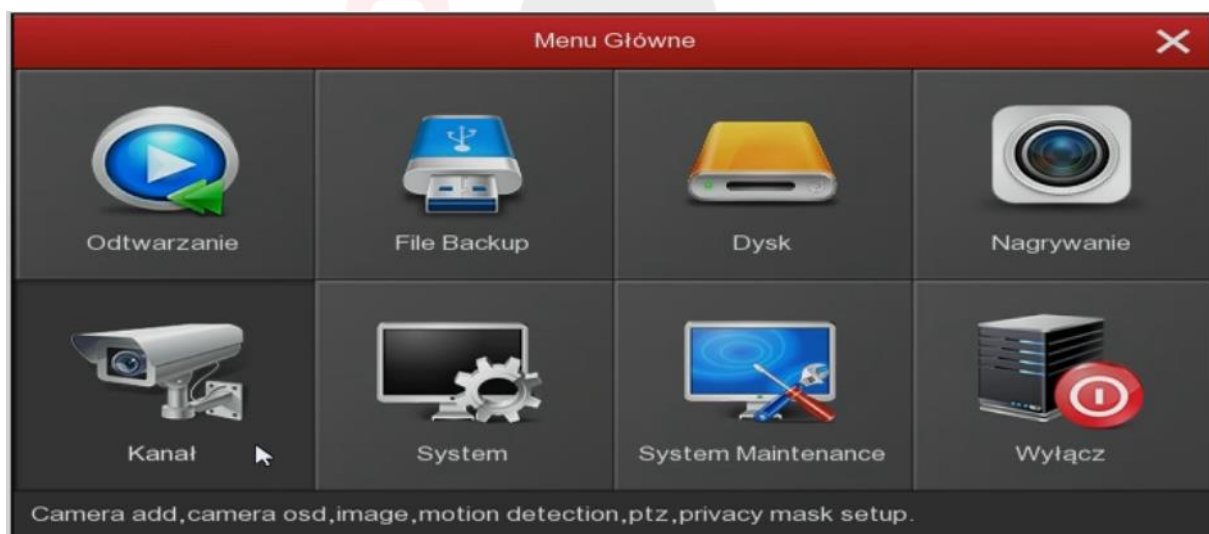 Menu Główne
Odtwarzanie
File Backup
Dysk
Nagrywanie
Kanał
System
System Maintenance
Wyłącz
Camera add,camera osd,image,motion detection,ptz,privacy mask setup.